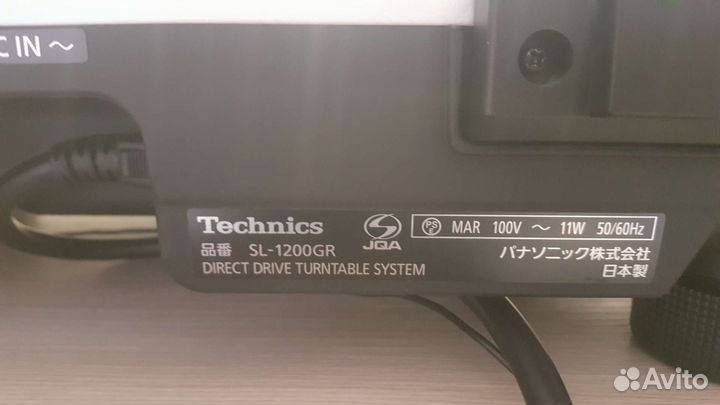 C IN ~
Technics
JQA
PS E MAR 100V ~ 11W 50/60Hz
品番 SL-1200GR
パナソニック株式会社
DIRECT DRIVE TURNTABLE SYSTEM
日本製
Avito